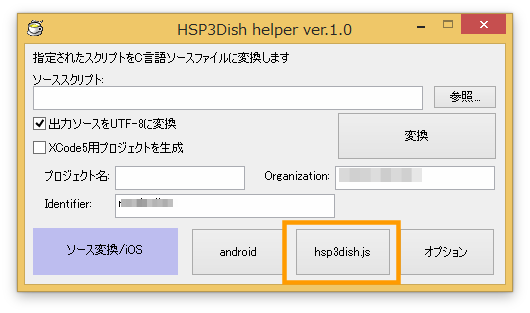 HSP3Dish helper ver.1.0
指定されたスクリプトをC言語ソースファイルに変換します
ソーススクリプト:
参照...
出力ソースをUTF-8に変換
変換
XCode5用プロジェクトを生成
プロジェクト名: Organization:
Identifier:
ソース変換/iOS android hsp3dish.js オプション